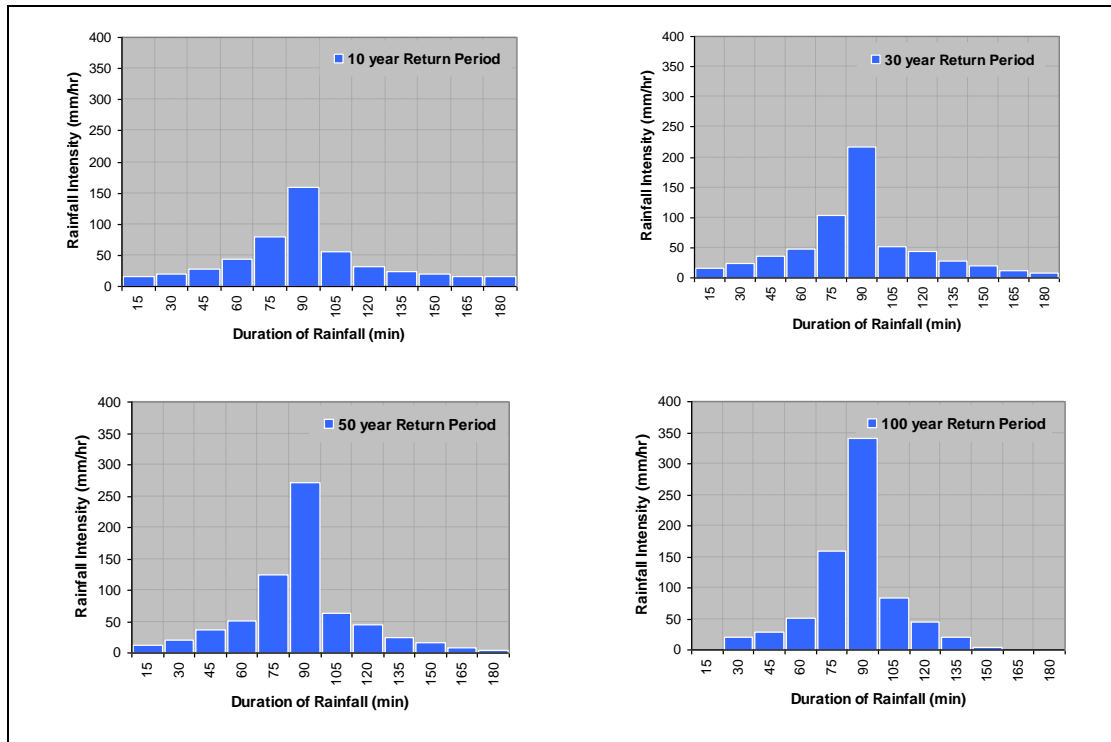 10 year Return Period
Rainfall Intensity (mm/hr)
400
350
300
250
200
150
100
50
0
15 30 45 60 75 90 105 120 135 150 165 180
Duration of Rainfall (min)
30 year Return Period
Rainfall Intensity (mm/hr)
400
350
300
250
200
150
100
50
0
15 30 45 60 75 90 105 120 135 150 165 180
Duration of Rainfall (min)
50 year Return Period
Rainfall Intensity (mm/hr)
400
350
300
250
200
150
100
50
0
15 30 45 60 75 90 105 120 135 150 165 180
Duration of Rainfall (min)
100 year Return Period
Rainfall Intensity (mm/hr)
400
350
300
250
200
150
100
50
0
15 30 45 60 75 90 105 120 135 150 165 180
Duration of Rainfall (min)